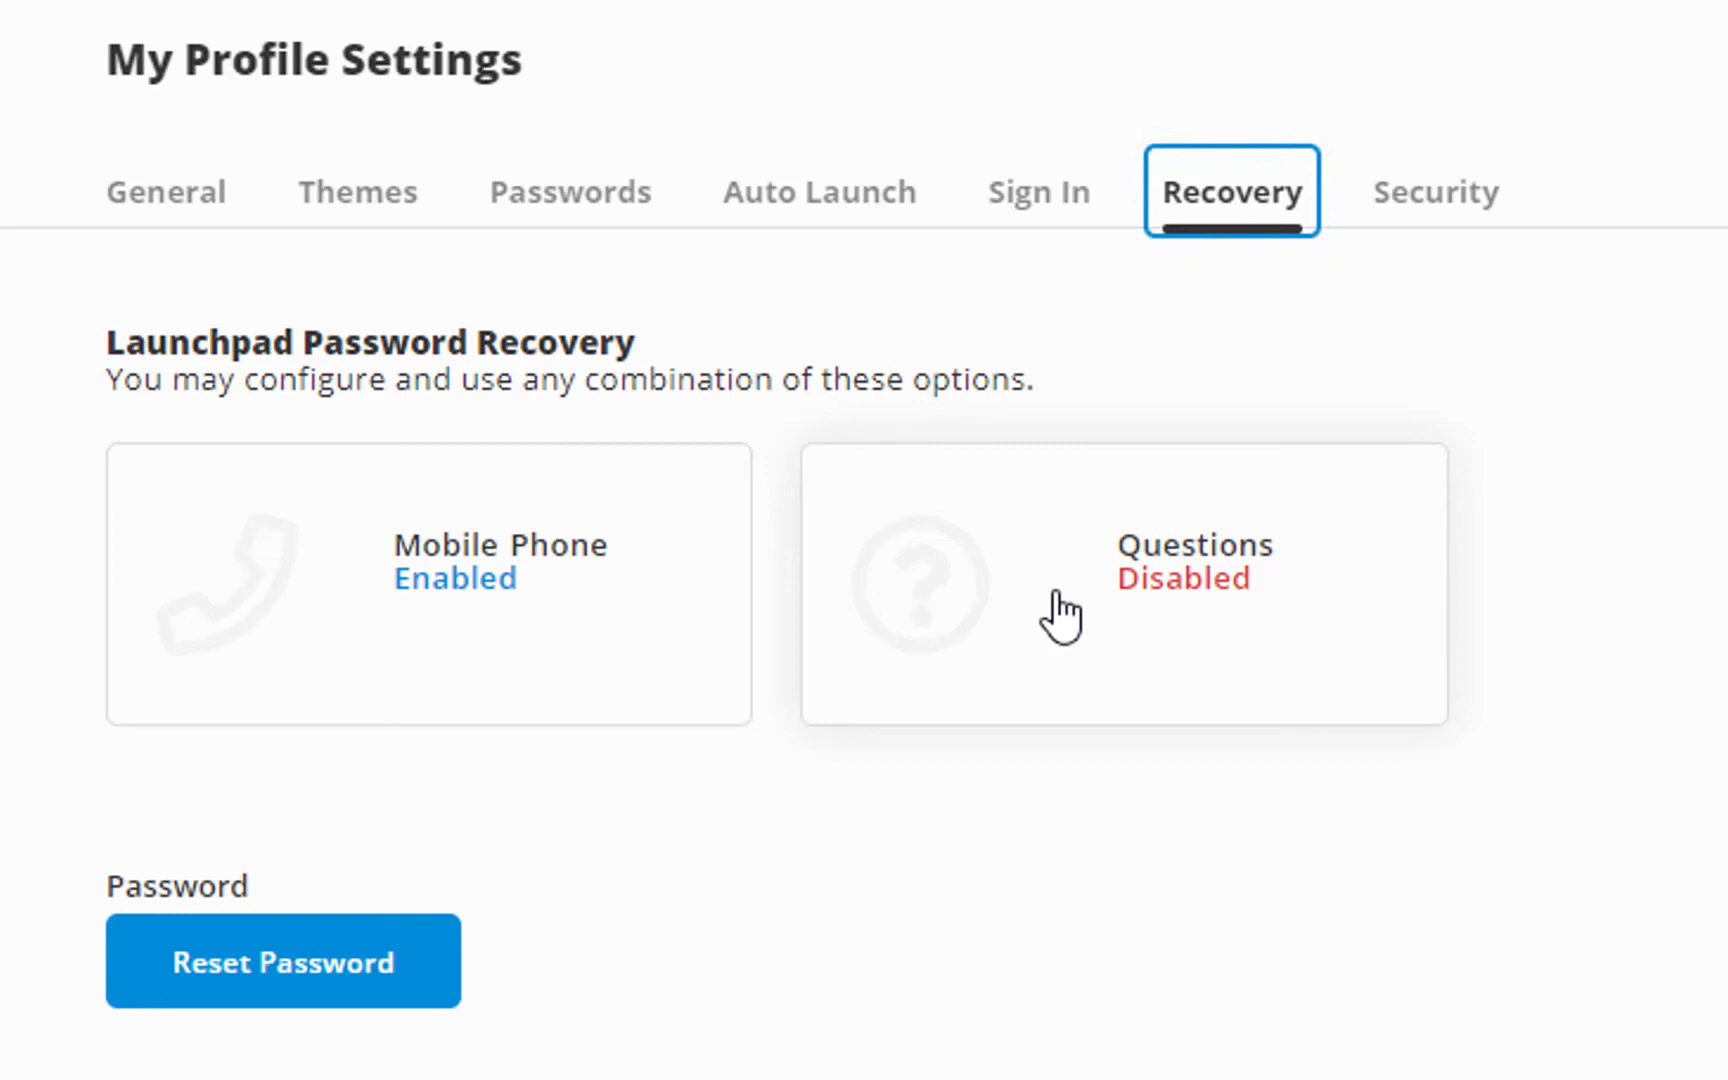 My Profile Settings
General Themes Passwords Auto Launch Sign In Recovery Security
Launchpad Password Recovery
You may configure and use any combination of these options.
Mobile Phone
Enabled
Questions
Disabled
Password
Reset Password